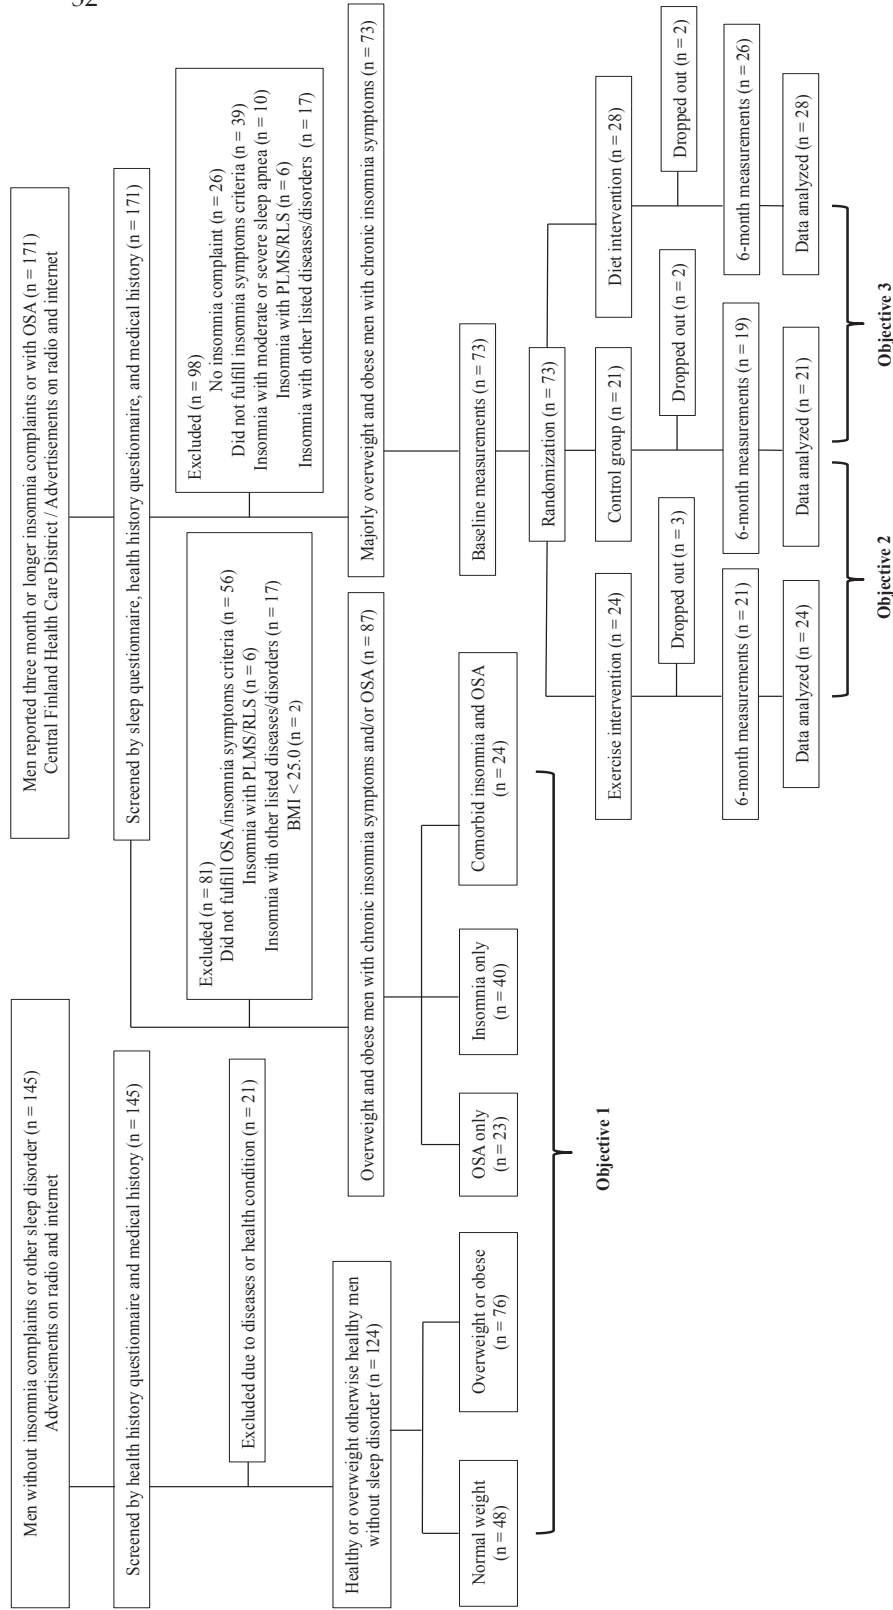 32
Men without insomnia complaints or other sleep disorder (n = 145)
Advertisements on radio and internet
Screened by health history questionnaire and medical history (n = 145)
Excluded due to diseases or health condition (n = 21)
Healthy or overweight otherwise healthy men
without sleep disorder (n = 124)
Normal weight
(n = 48)
Overweight or obese
(n = 76)
Men reported three month or longer insomnia complaints or with OSA (n = 171)
Central Finland Health Care District / Advertisements on radio and internet
Screened by sleep questionnaire, health history questionnaire, and medical history (n = 171)
Excluded (n = 81)
Did not fulfill OSA/insomnia symptoms criteria (n = 56)
Insomnia with PLMS/RLS (n = 6)
Insomnia with other listed diseases/disorders (n = 17)
BMI < 25.0 (n = 2)
Overweight and obese men with chronic insomnia symptoms and/or OSA (n = 87)
OSA only
(n = 23)
Insomnia only
(n = 40)
Comorbid insomnia and OSA
(n = 24)
Objective 1
Excluded (n = 98)
No insomnia complaint (n = 26)
Did not fulfill insomnia symptoms criteria (n = 39)
Insomnia with moderate or severe sleep apnea (n = 10)
Insomnia with PLMS/RLS (n = 6)
Insomnia with other listed diseases/disorders (n = 17)
Majorly overweight and obese men with chronic insomnia symptoms (n = 73)
Baseline measurements (n = 73)
Randomization (n = 73)
Exercise intervention (n = 24)
Control group (n = 21)
Diet intervention (n = 28)
Dropped out (n = 3)
Dropped out (n = 2)
Dropped out (n = 2)
6-month measurements (n = 21)
6-month measurements (n = 19)
6-month measurements (n = 26)
Data analyzed (n = 24)
Data analyzed (n = 21)
Data analyzed (n = 28)
Objective 2
Objective 3